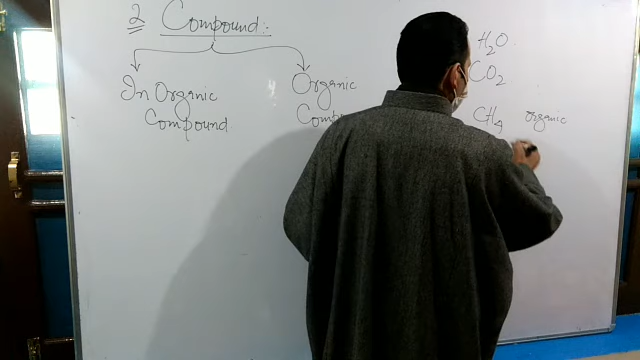 2 Compound:-
In Organic
Compound
Organic
H2O
CO2
CH4 organic